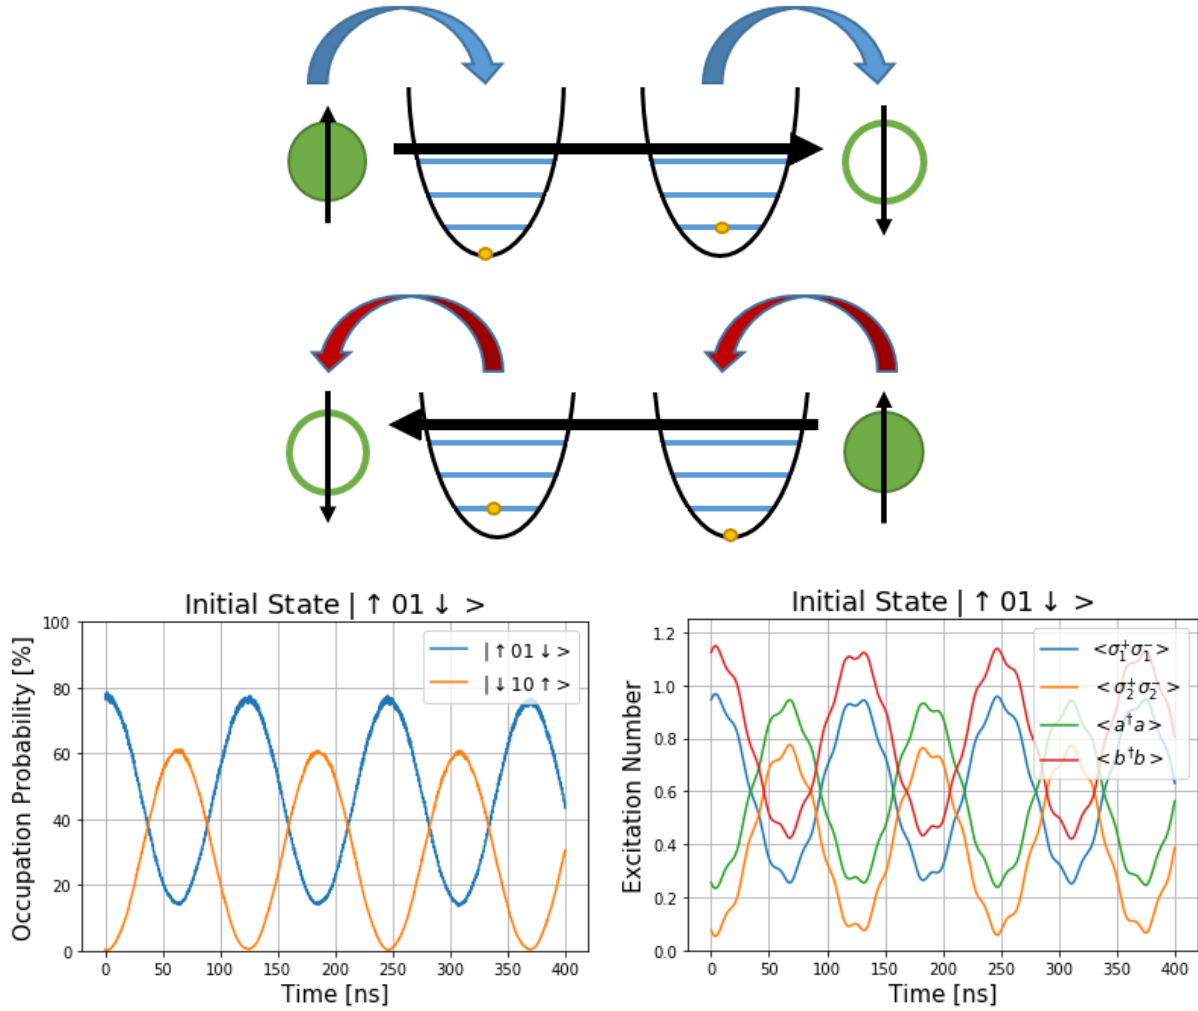 Initial State | ↑ 01 ↓ >
Occupation Probability [%]
100
80
60
40
20
0
| ↑ 01 ↓ >
| ↓ 10 ↑ >
0 50 100 150 200 250 300 350 400
Time [ns]
Initial State | ↑ 01 ↓ >
Excitation Number
1.2
1.0
0.8
0.6
0.4
0.2
0.0
<σ₁⁺σ₁⁻>
<σ₂⁺σ₂⁻>
<a†a>
<b†b>
0 50 100 150 200 250 300 350 400
Time [ns]